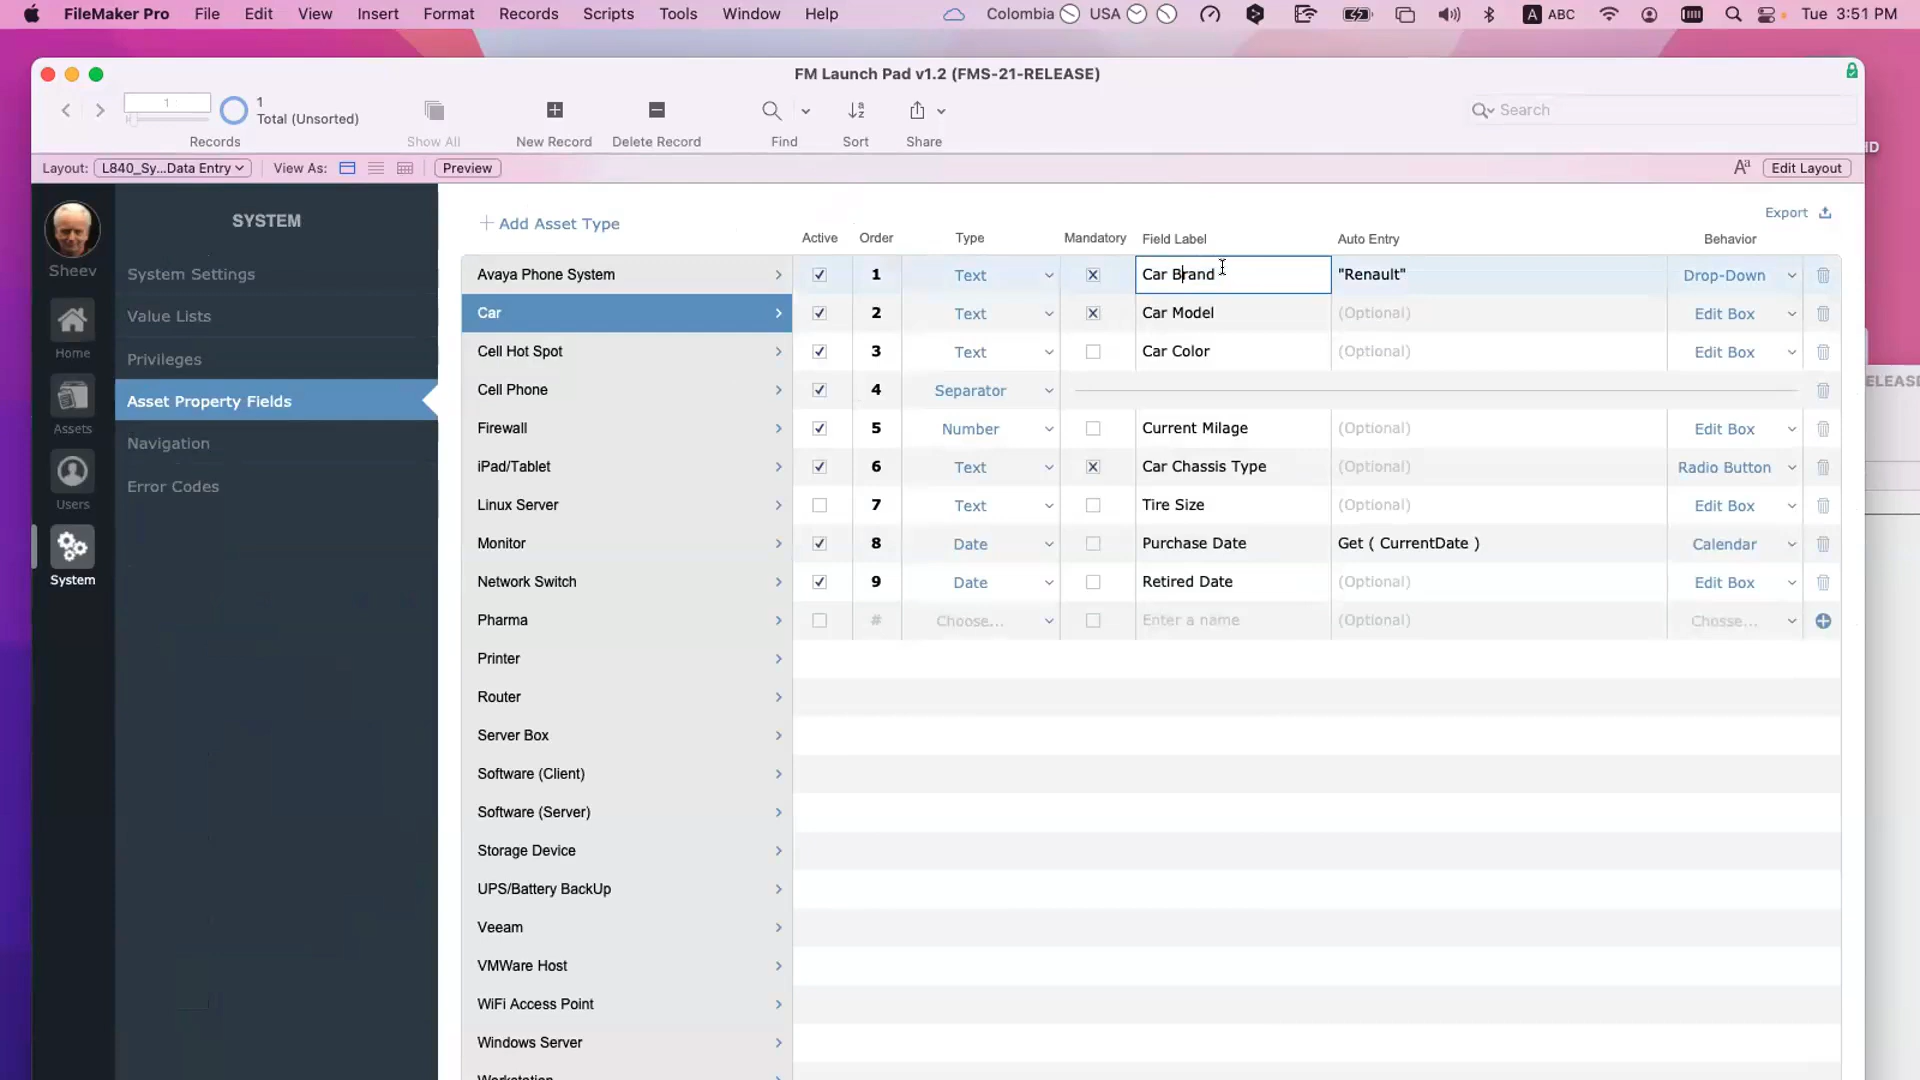 FileMaker Pro File Edit View Insert Format Records Scripts Tools Window Help Colombia USA A ABC Tue 3:51 PM
FM Launch Pad v1.2 (FMS-21-RELEASE)
1 1
Total (Unsorted)
Search
Records Show All New Record Delete Record Find Sort Share
Layout: L840_Sy...Data Entry View As: Preview Aª Edit Layout
SYSTEM
Sheev
Home
Assets
Users
System
System Settings
Value Lists
Privileges
Asset Property Fields
Navigation
Error Codes
+ Add Asset Type
Export
Active Order Type Mandatory Field Label Auto Entry Behavior
Avaya Phone System
Car
Cell Hot Spot
Cell Phone
Firewall
iPad/Tablet
Linux Server
Monitor
Network Switch
Pharma
Printer
Router
Server Box
Software (Client)
Software (Server)
Storage Device
UPS/Battery BackUp
Veeam
VMWare Host
WiFi Access Point
Windows Server
Workstation
1 Text Car Brand "Renault" Drop-Down
2 Text Car Model (Optional) Edit Box
3 Text Car Color (Optional) Edit Box
4 Separator
5 Number Current Milage (Optional) Edit Box
6 Text Car Chassis Type (Optional) Radio Button
7 Text Tire Size (Optional) Edit Box
8 Date Purchase Date Get ( CurrentDate ) Calendar
9 Date Retired Date (Optional) Edit Box
# Choose... Enter a name (Optional) Chosse...